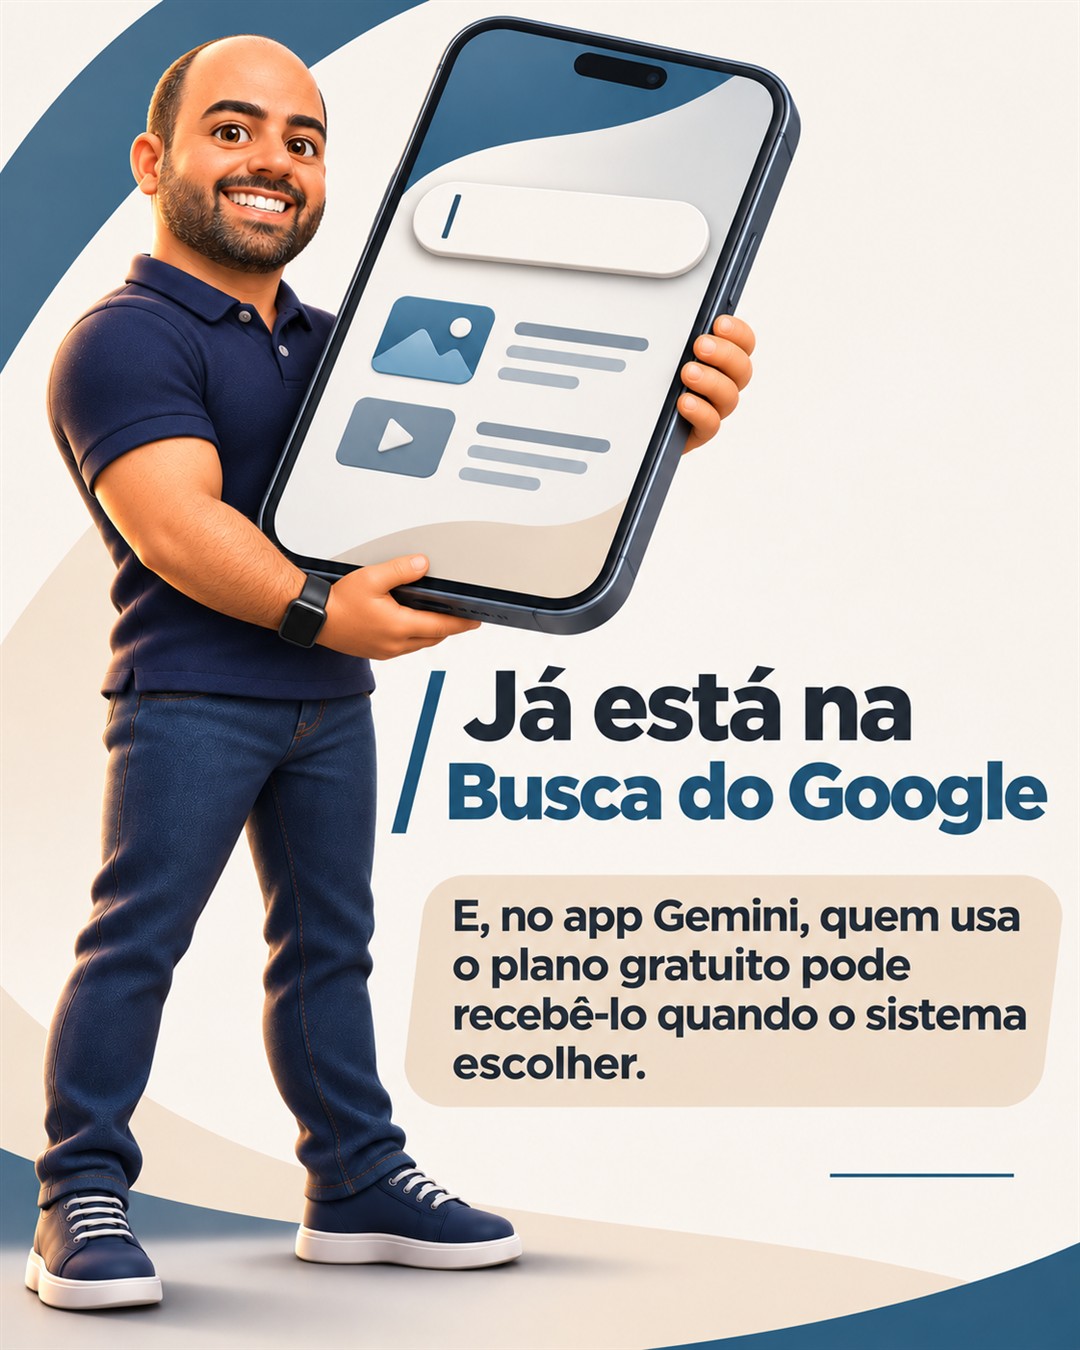 Já está na
Busca do Google
E, no app Gemini, quem usa
o plano gratuito pode
recebê-lo quando o sistema
escolher.